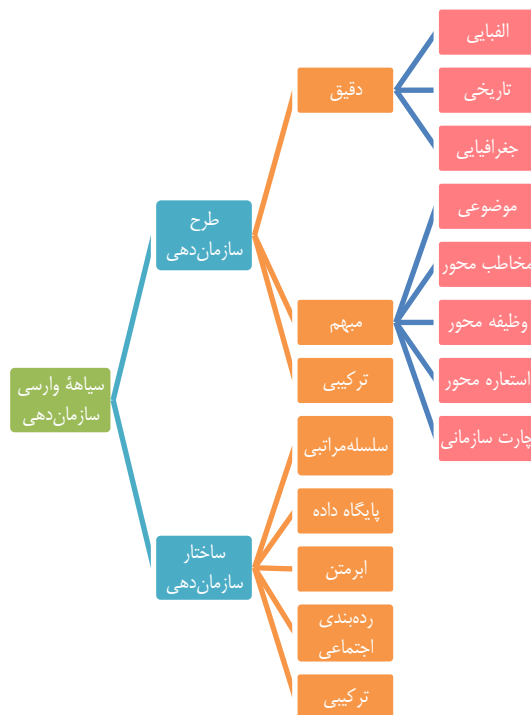 سیاههٔ وارسی
سازمان‌دهی
طرح
سازمان‌دهی
دقیق
الفبایی
تاریخی
جغرافیایی
مبهم
موضوعی
مخاطب محور
وظیفه محور
استعاره محور
چارت سازمانی
ترکیبی
ساختار
سازمان‌دهی
سلسله‌مراتبی
پایگاه داده
ابرمتن
رده‌بندی
اجتماعی
ترکیبی